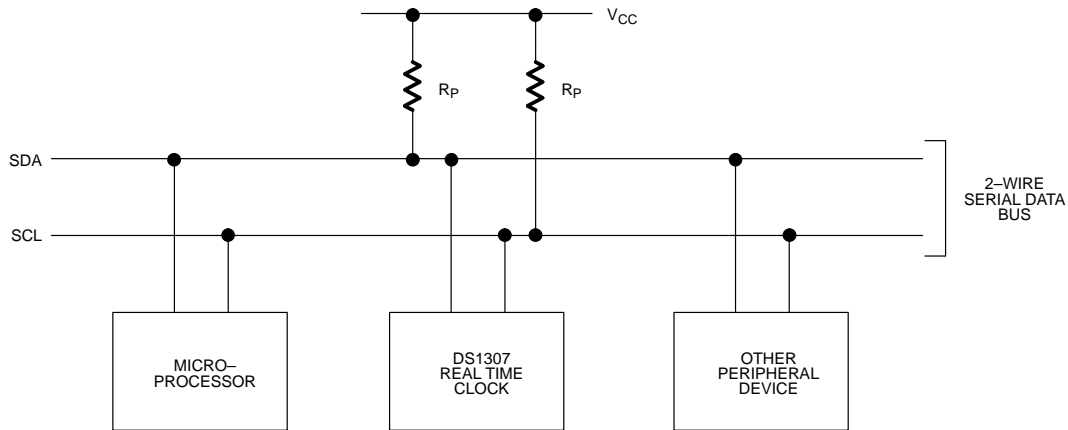 VCC
RP
RP
SDA
SCL
2–WIRE
SERIAL DATA
BUS
MICRO–
PROCESSOR
DS1307
REAL TIME
CLOCK
OTHER
PERIPHERAL
DEVICE